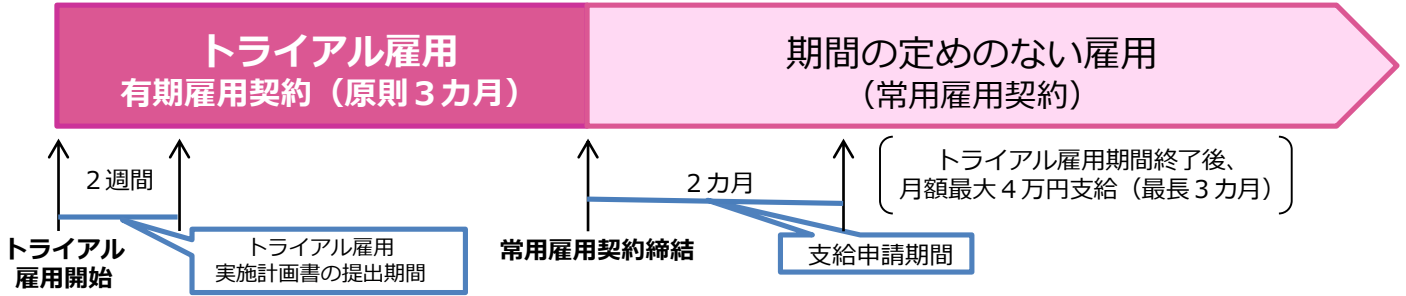 トライアル雇用
有期雇用契約（原則３カ月）
期間の定めのない雇用
（常用雇用契約）
２週間
２カ月
トライアル雇用期間終了後、
月額最大４万円支給（最長３カ月）
トライアル
雇用開始
トライアル雇用
実施計画書の提出期間
常用雇用契約締結
支給申請期間